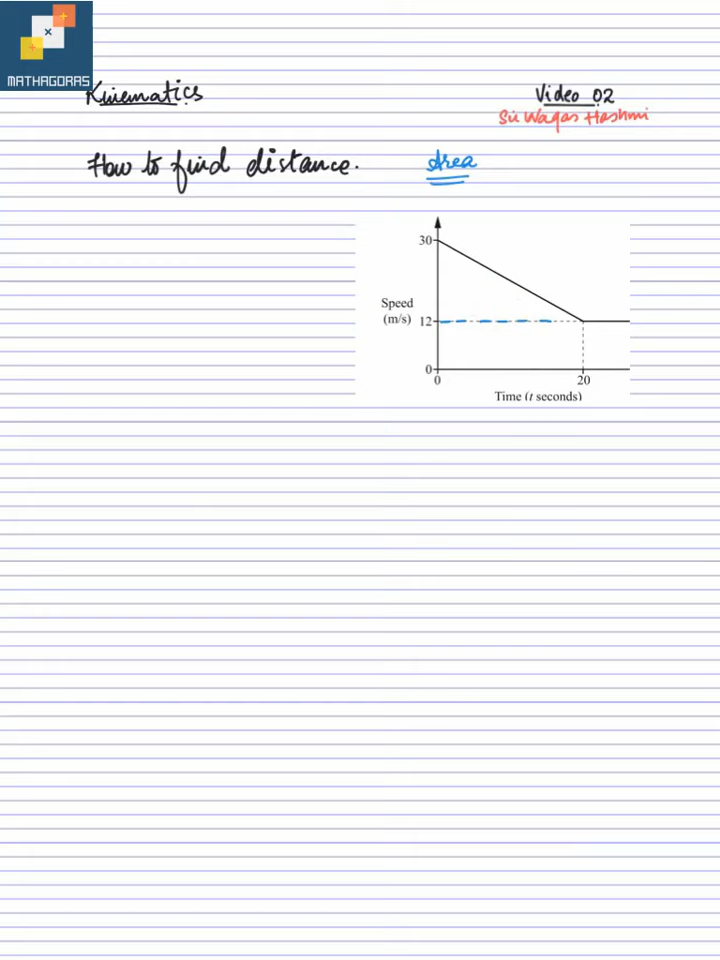 MATHAGORAS
Kinematics
Video 02
Sir Waqas Hashmi
How to find distance.
Area
30
Speed
(m/s)
12
0
0
20
Time (t seconds)